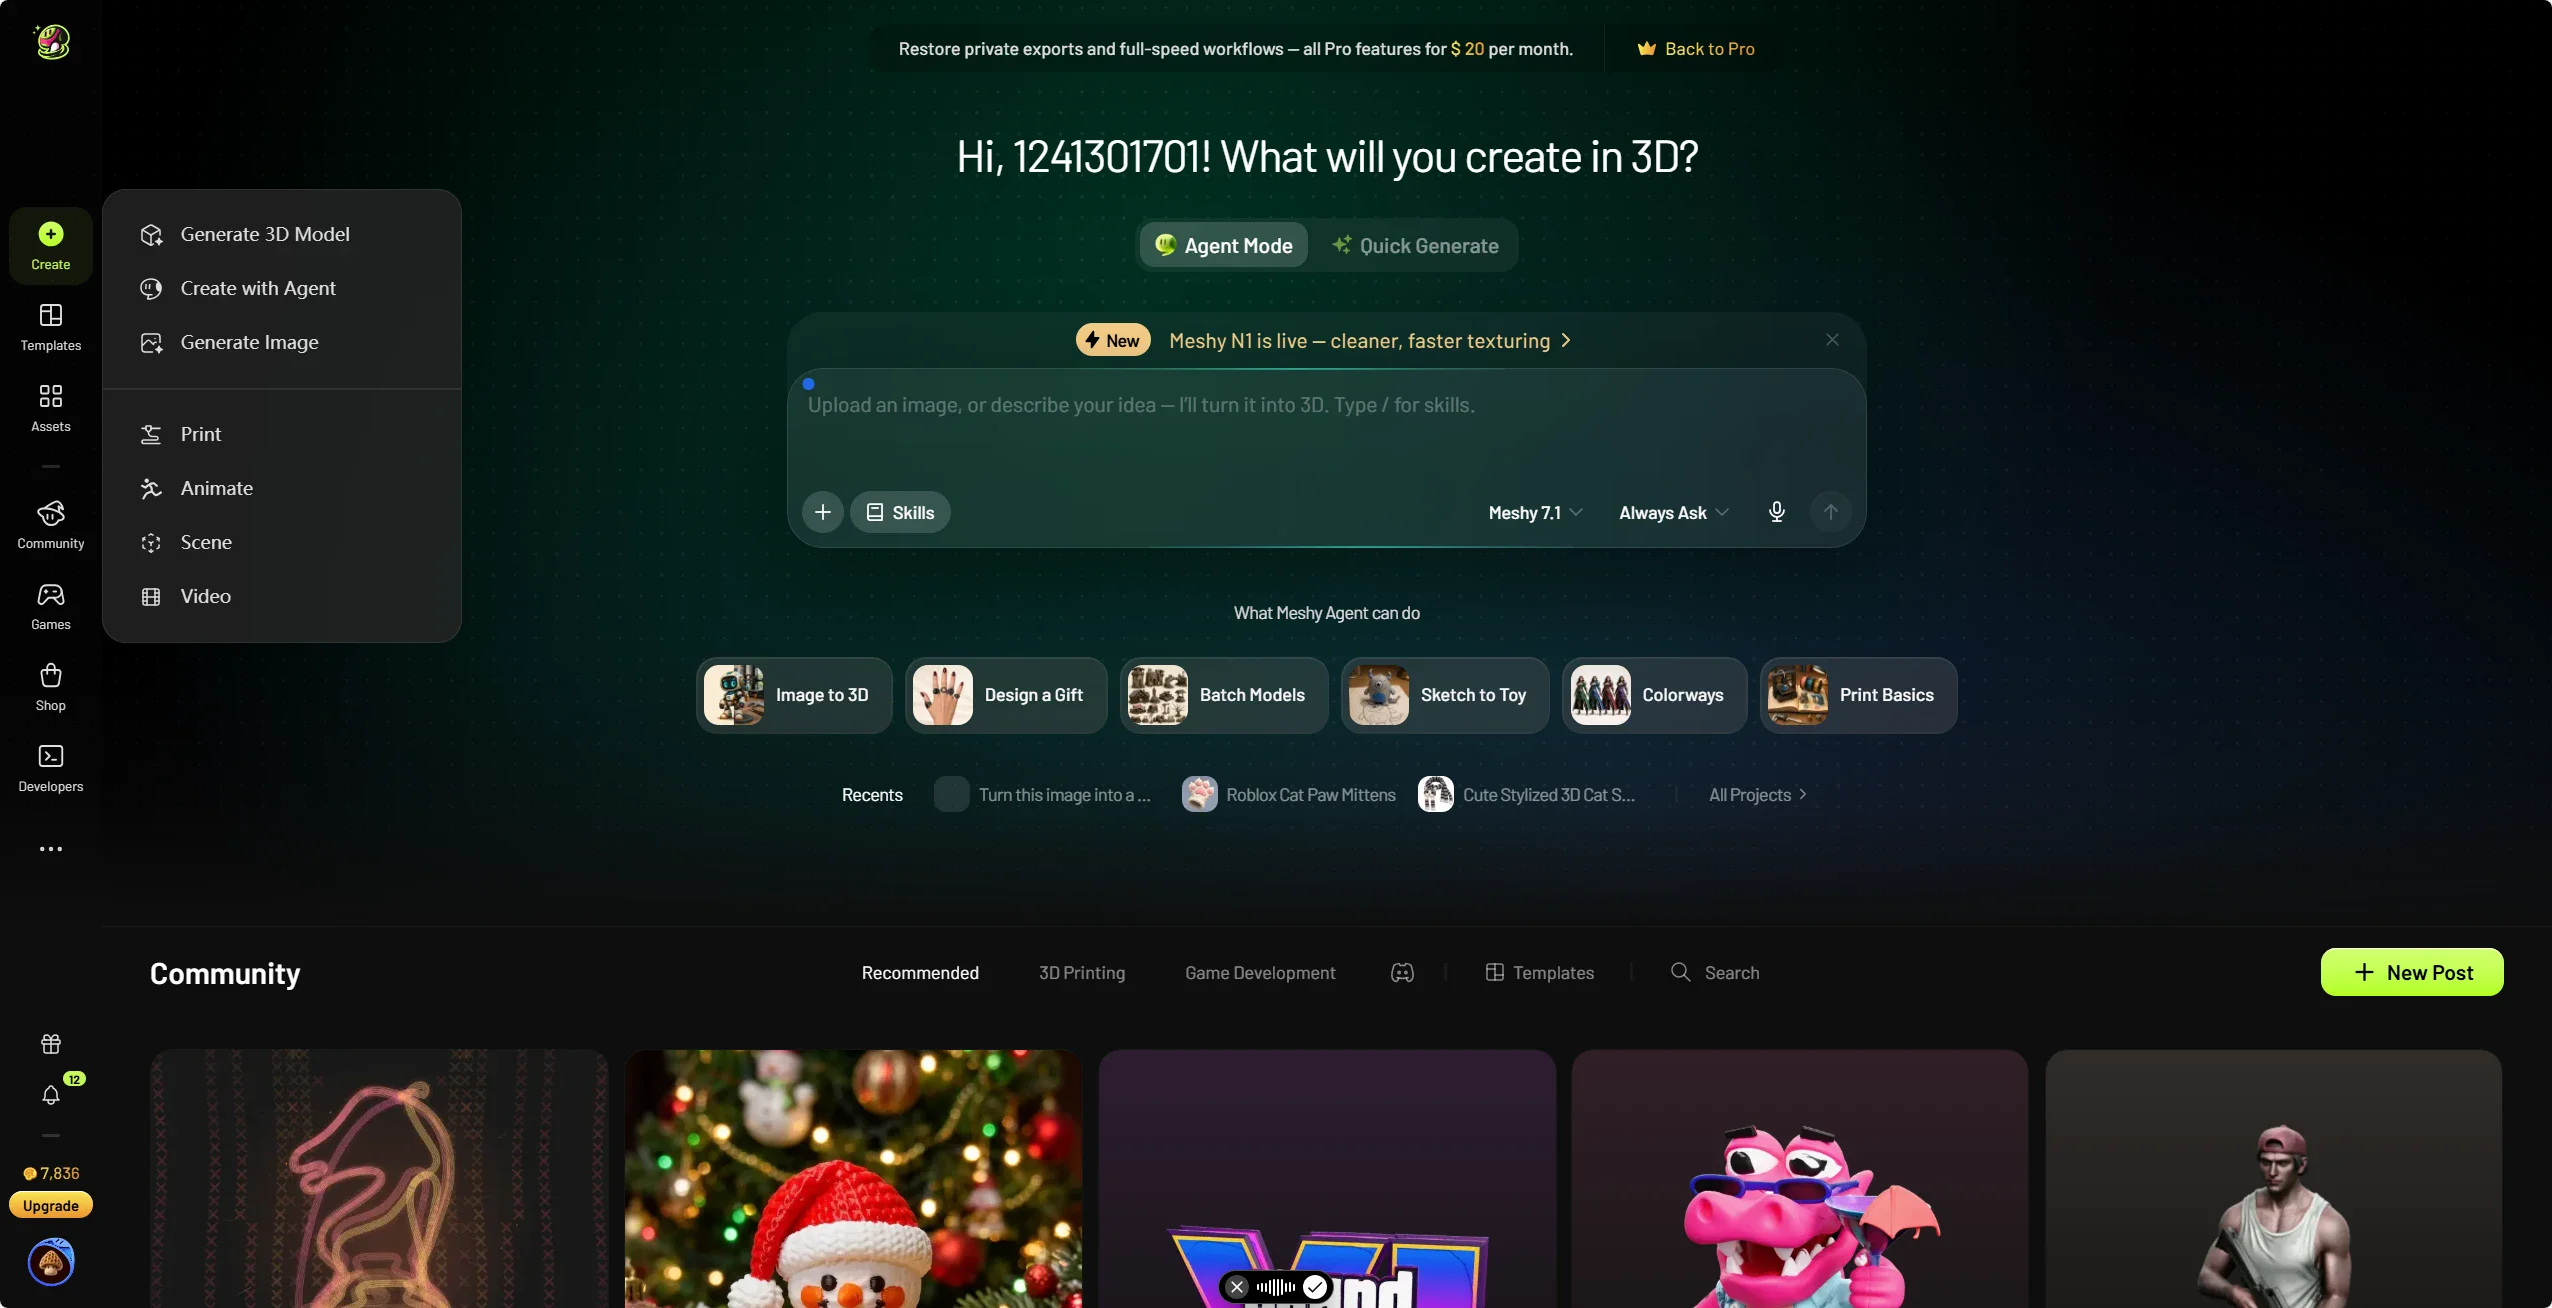 Restore private exports and full-speed workflows — all Pro features for $ 20 per month.
Back to Pro
Hi, 1241301701! What will you create in 3D?
Create
Templates
Assets
Community
Games
Shop
Developers
Generate 3D Model
Create with Agent
Generate Image
Print
Animate
Scene
Video
Agent Mode
Quick Generate
New
Meshy N1 is live — cleaner, faster texturing
Upload an image, or describe your idea — I'll turn it into 3D. Type / for skills.
Skills
Meshy 7.1
Always Ask
What Meshy Agent can do
Image to 3D
Design a Gift
Batch Models
Sketch to Toy
Colorways
Print Basics
Recents
Turn this image into a ...
Roblox Cat Paw Mittens
Cute Stylized 3D Cat S...
All Projects
Community
Recommended
3D Printing
Game Development
Templates
Search
New Post
12
7,836
Upgrade